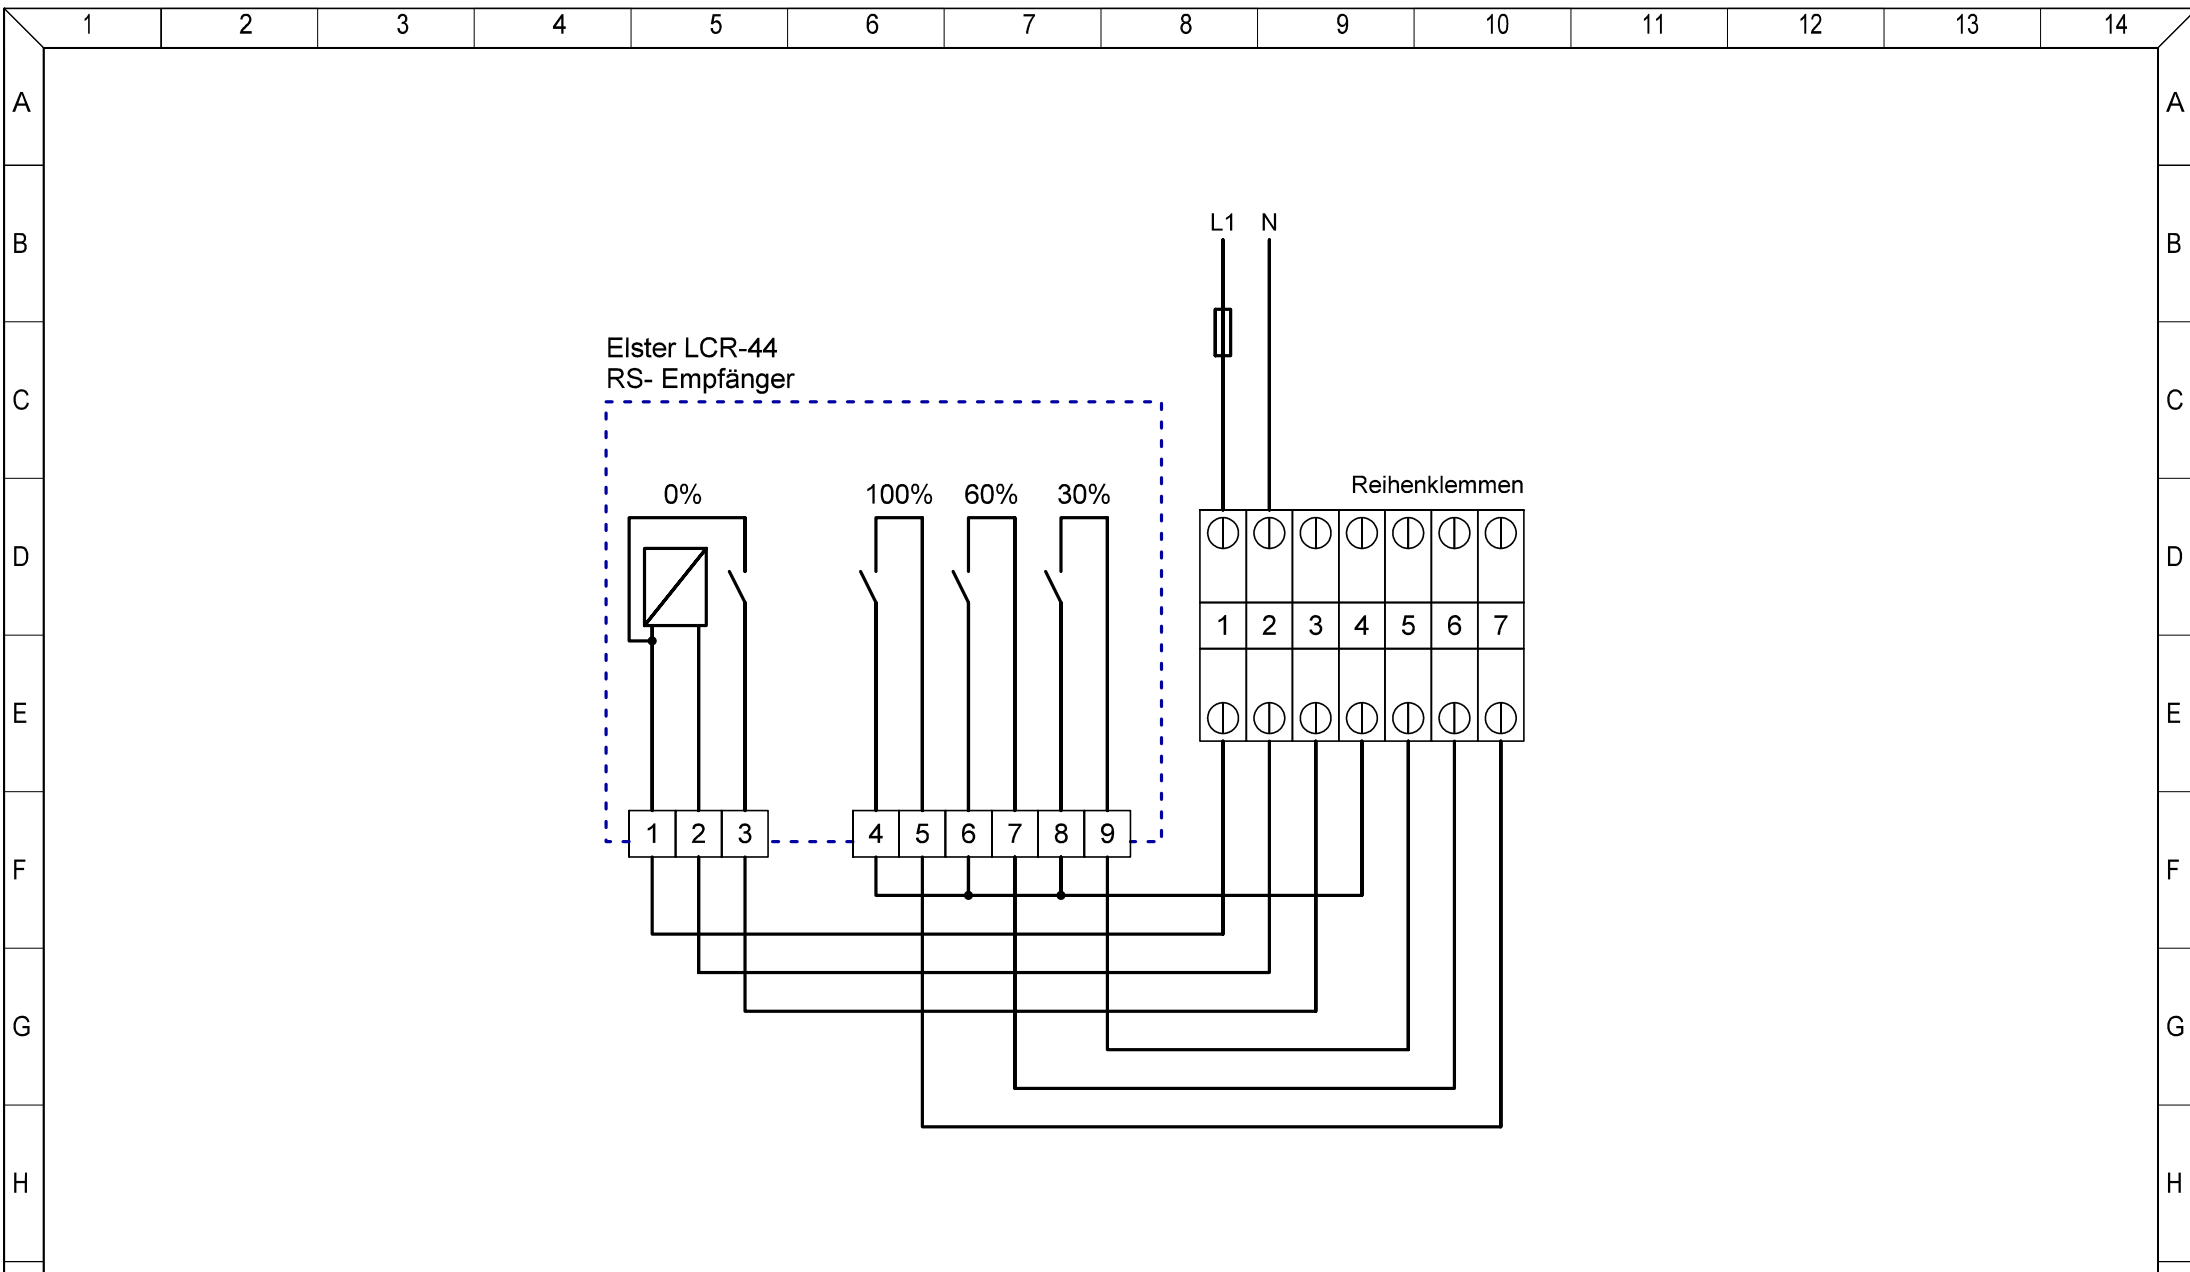 1 2 3 4 5 6 7 8 9 10 11 12 13 14
A A
L1 N
B B
Elster LCR-44
RS- Empfänger
C C
Reihenklemmen
0% 100% 60% 30%
D D
1 2 3 4 5 6 7
E E
1 2 3 4 5 6 7 8 9
F F
G G
H H